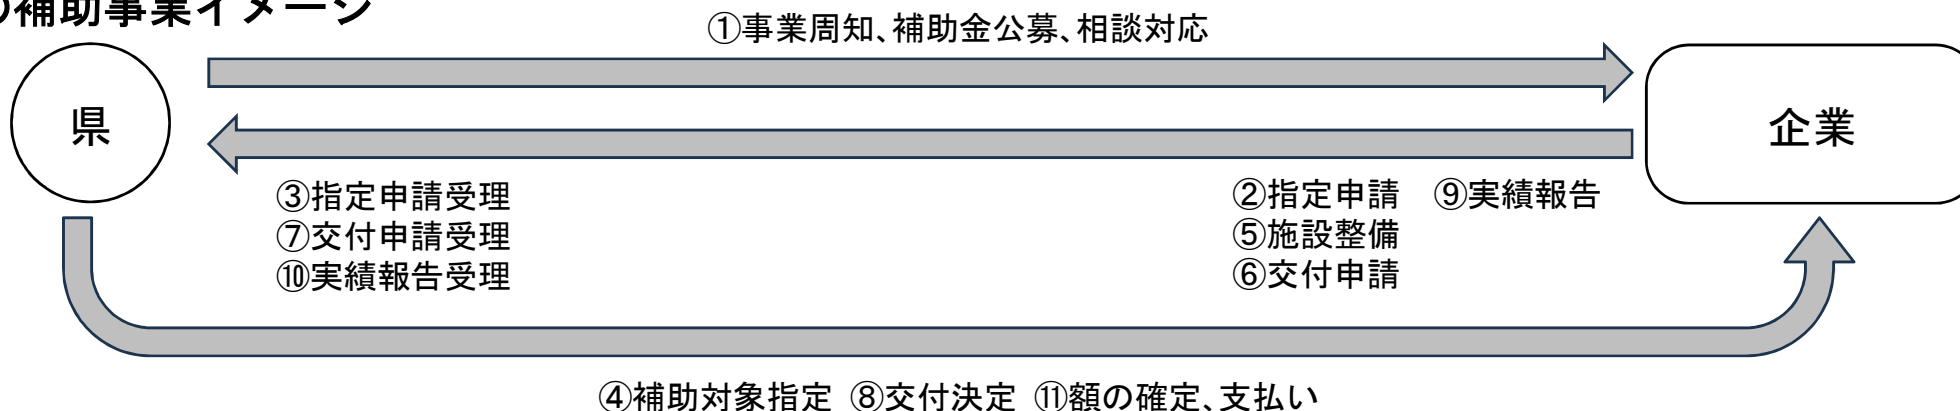 の補助事業イメージ
①事業周知、補助金公募、相談対応
県
企業
③指定申請受理
⑦交付申請受理
⑩実績報告受理
②指定申請　⑨実績報告
⑤施設整備
⑥交付申請
④補助対象指定 ⑧交付決定 ⑪額の確定、支払い